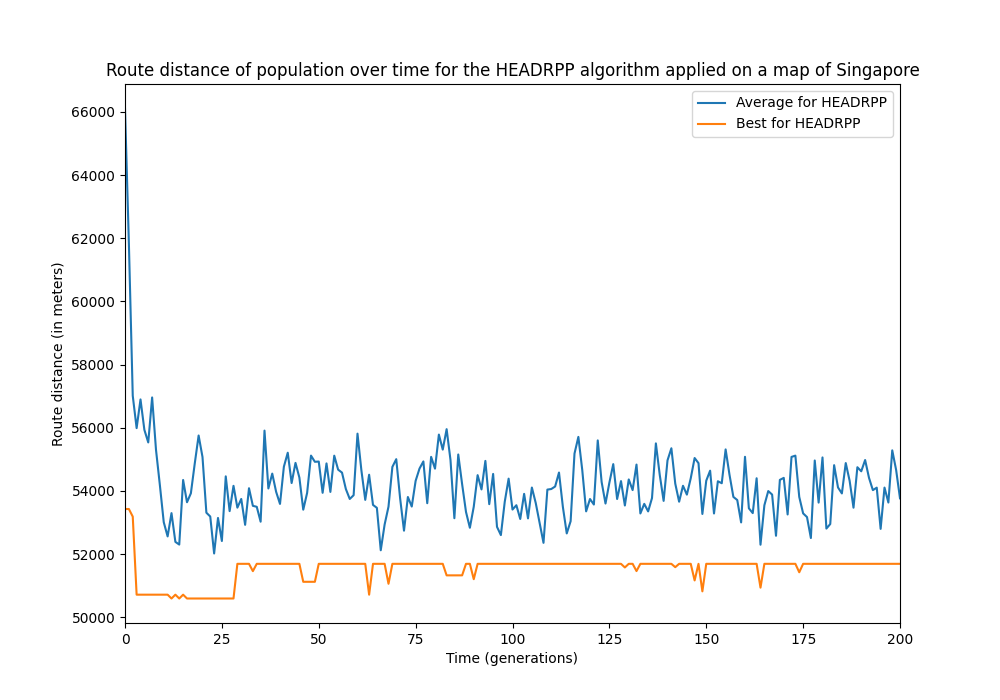 Route distance of population over time for the HEADRPP algorithm applied on a map of Singapore
Average for HEADRPP
Best for HEADRPP
66000
64000
62000
60000
58000
56000
54000
52000
50000
Route distance (in meters)
0 25 50 75 100 125 150 175 200
Time (generations)